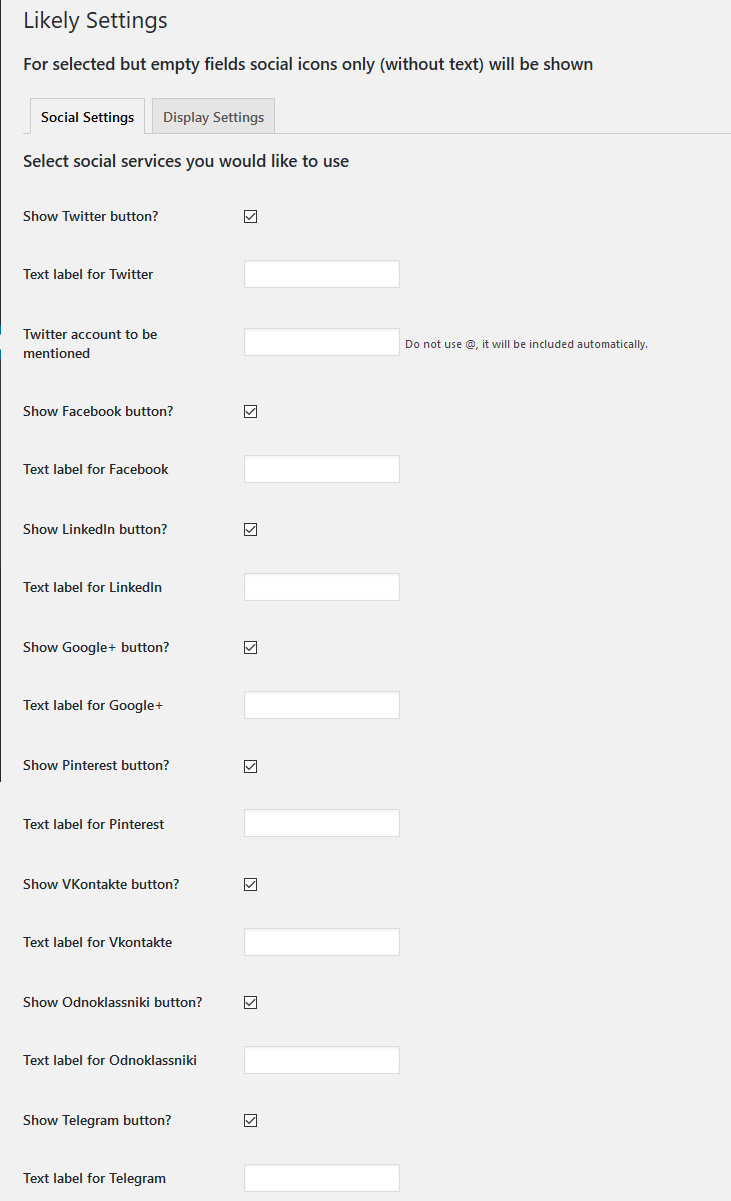 Likely Settings
For selected but empty fields social icons only (without text) will be shown
Social Settings
Display Settings
Select social services you would like to use
Show Twitter button?
Text label for Twitter
Twitter account to be
mentioned
Do not use @, it will be included automatically.
Show Facebook button?
Text label for Facebook
Show LinkedIn button?
Text label for LinkedIn
Show Google+ button?
Text label for Google+
Show Pinterest button?
Text label for Pinterest
Show VKontakte button?
Text label for Vkontakte
Show Odnoklassniki button?
Text label for Odnoklassniki
Show Telegram button?
Text label for Telegram